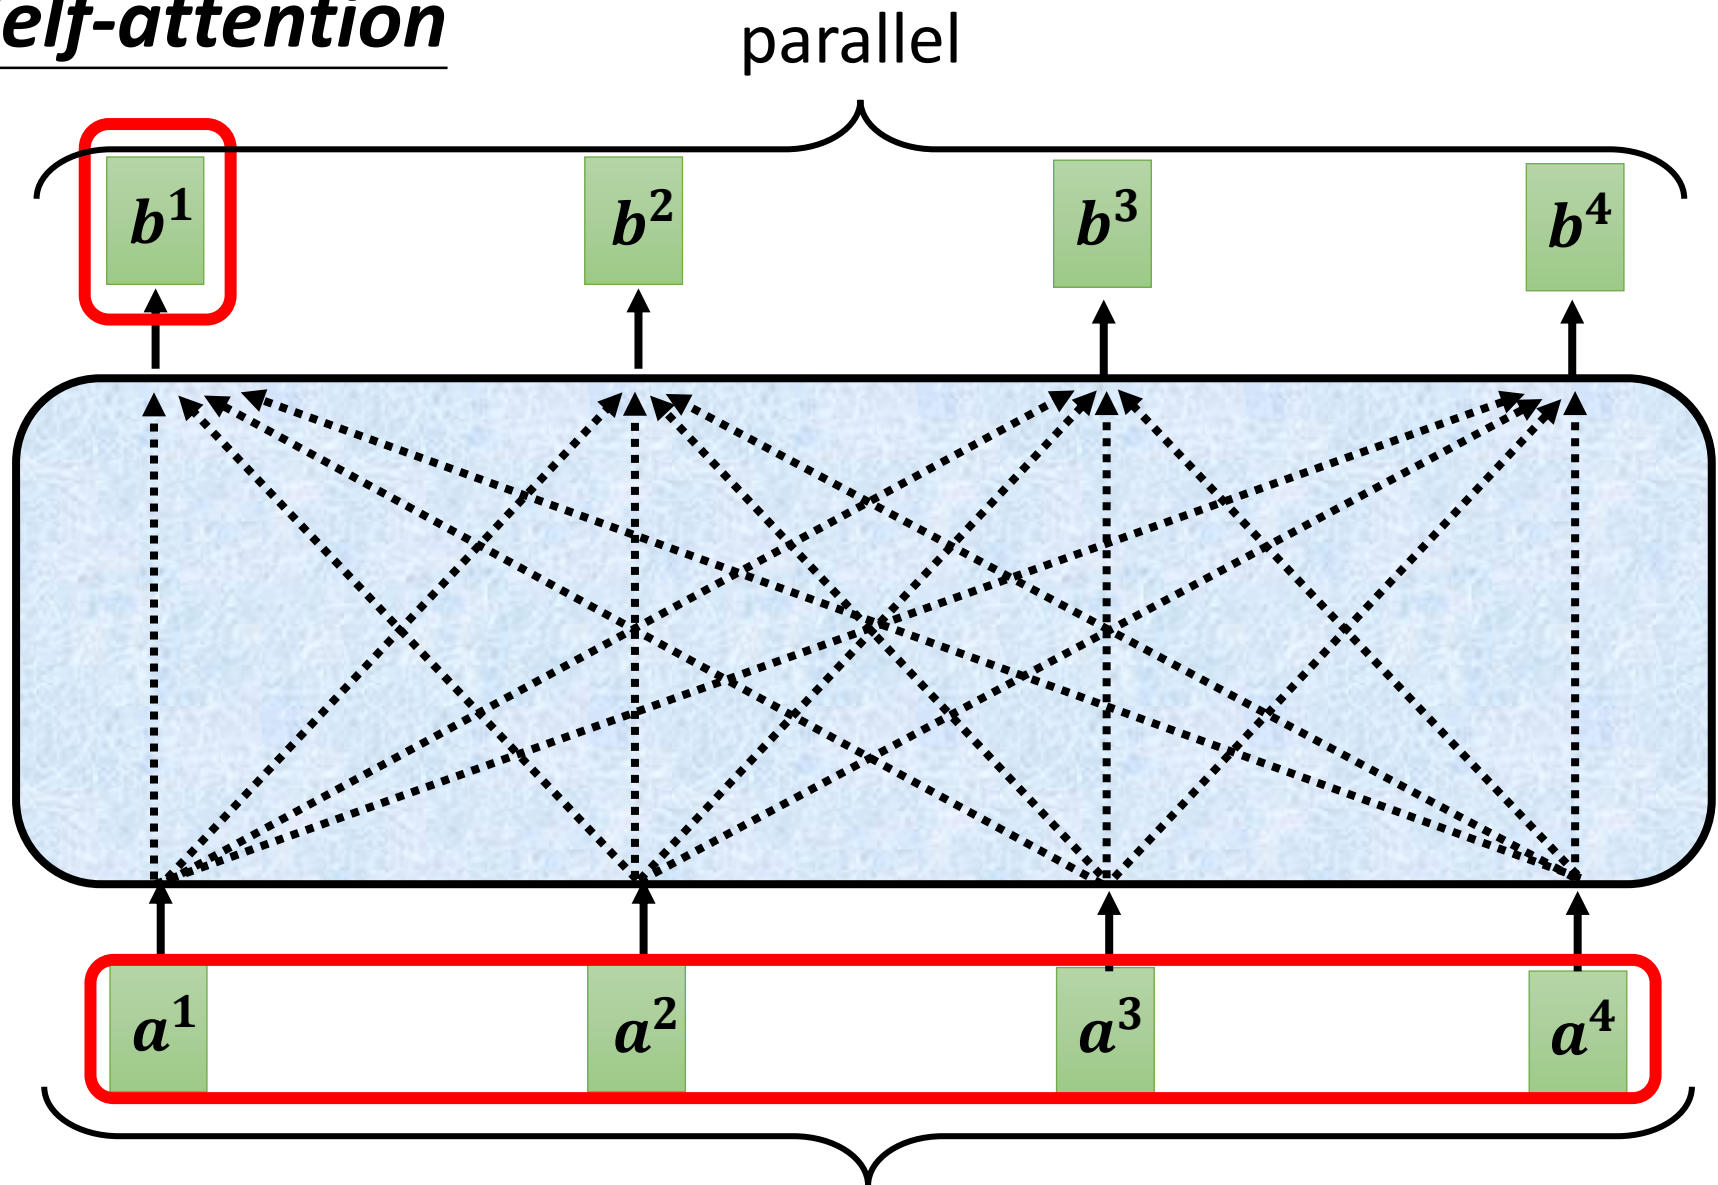 elf-attention
parallel
b¹ b² b³ b⁴
a¹ a² a³ a⁴